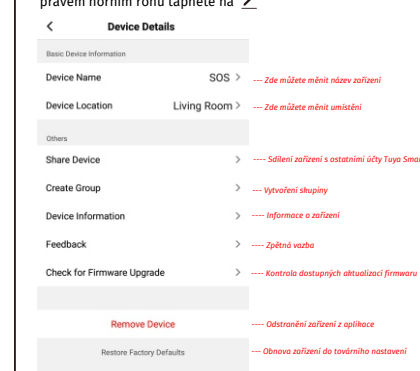 pravém horním rohu tapnete na
Device Details
Basic Device Information
Device Name SOS > --- Zde můžete měnit název zařízení
Device Location Living Room > --- Zde můžete měnit umístění
Others
Share Device > ---- Sdílení zařízení s ostatními účty Tuya Smar
Create Group > --- Vytvoření skupiny
Device Information > ---- Informace o zařízení
Feedback > ---- Zpětná vazba
Check for Firmware Upgrade > ---- Kontrola dostupných aktualizací firmwaru
Remove Device ---- Odstranění zařízení z aplikace
Restore Factory Defaults --- Obnova zařízení do továrního nastavení